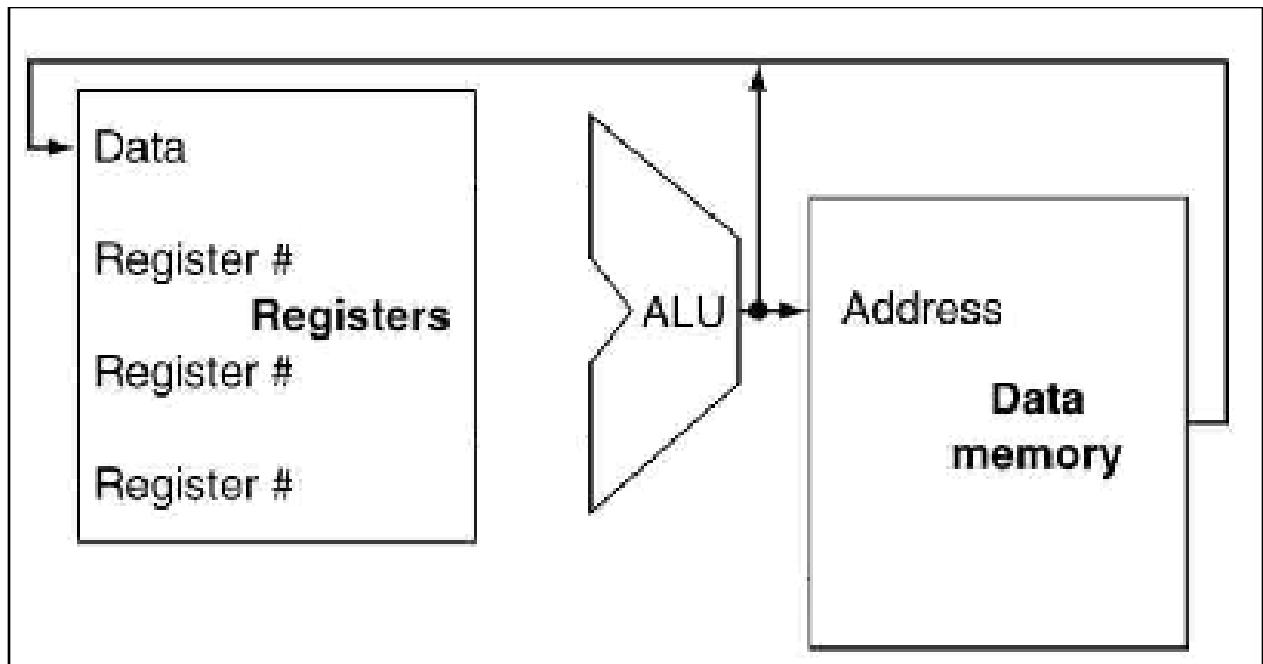 Data
Register #
Registers
Register #
Register #
ALU
Address
Data
memory